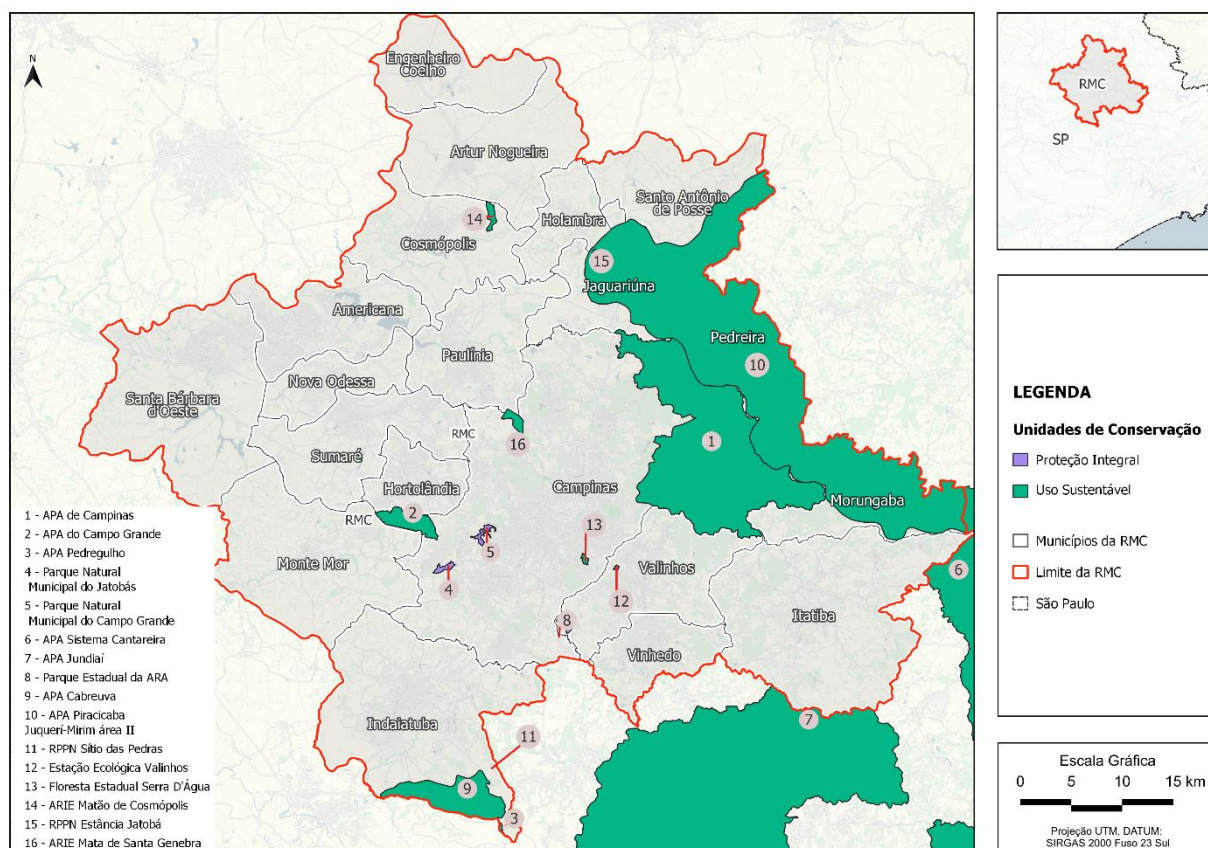 N
Engenheiro
Coelho
Artur Nogueira
Santo Antônio
de Posse
Holambra
14
Cosmópolis
15
Jaguariúna
Americana
Pedreira
10
Paulínia
Nova Odessa
Santa Bárbara
d'Oeste
RMC
16
1
Sumaré
Hortolândia
Campinas
Morungaba
RMC
2
13
5
Monte Mor
4
Valinhos
12
6
Itatiba
8
Vinhedo
Indaiatuba
11
7
9
3
1 - APA de Campinas
2 - APA do Campo Grande
3 - APA Pedregulho
4 - Parque Natural
Municipal do Jatobás
5 - Parque Natural
Municipal do Campo Grande
6 - APA Sistema Cantareira
7 - APA Jundiaí
8 - Parque Estadual da ARA
9 - APA Cabreuva
10 - APA Piracicaba
Juquerí-Mirim área II
11 - RPPN Sítio das Pedras
12 - Estação Ecológica Valinhos
13 - Floresta Estadual Serra D'Água
14 - ARIE Matão de Cosmópolis
15 - RPPN Estância Jatobá
16 - ARIE Mata de Santa Genebra
RMC
SP
LEGENDA
Unidades de Conservação
Proteção Integral
Uso Sustentável
Municípios da RMC
Limite da RMC
São Paulo
Escala Gráfica
0 5 10 15 km
Projeção UTM, DATUM:
SIRGAS 2000 Fuso 23 Sul